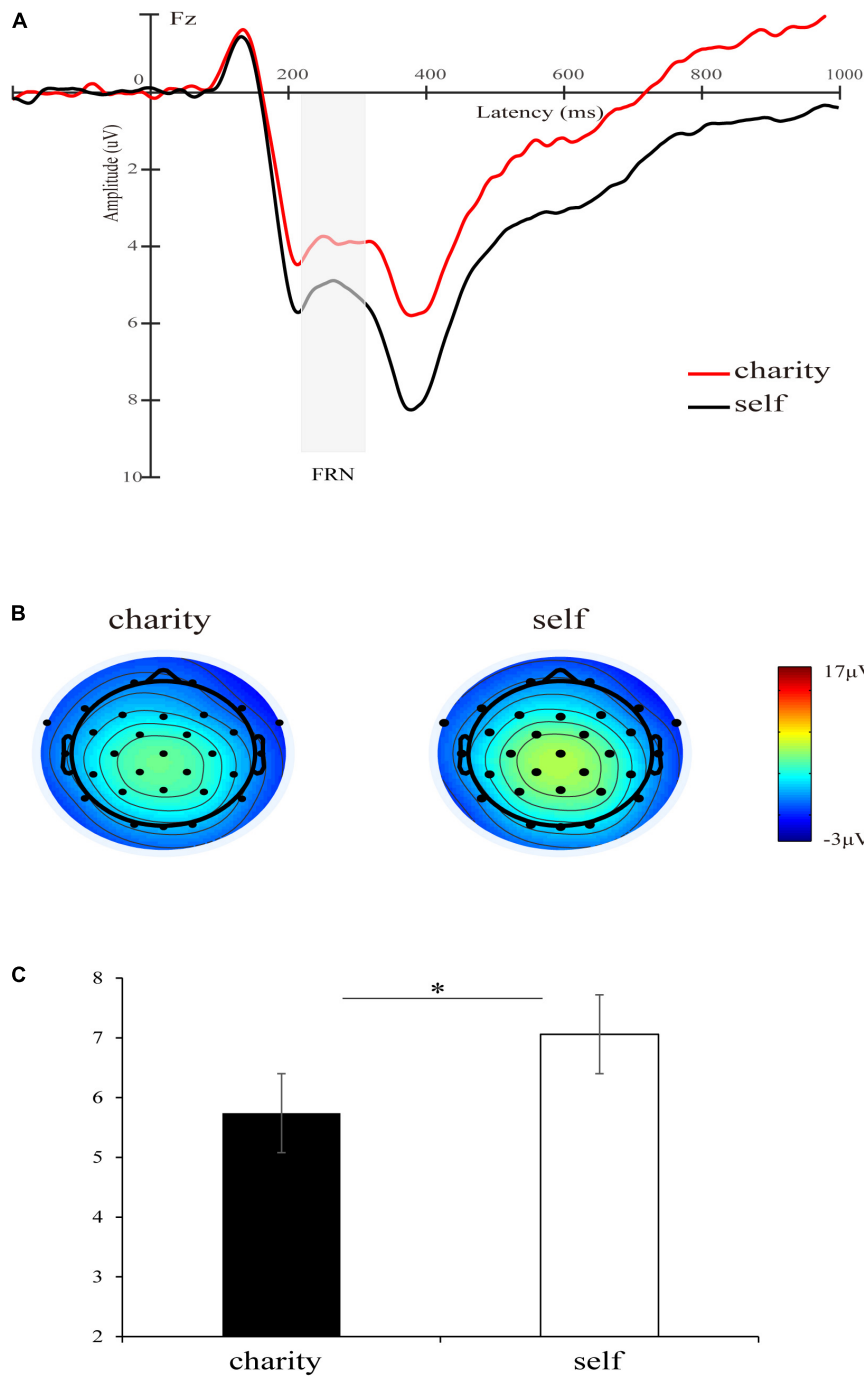 A
Fz
0
200
400
600
800
1000
Latency (ms)
Amplitude (uV)
2
4
6
8
10
charity
self
FRN
B
charity
self
17μV
-3μV
C
8
*
7
6
5
4
3
2
charity
self